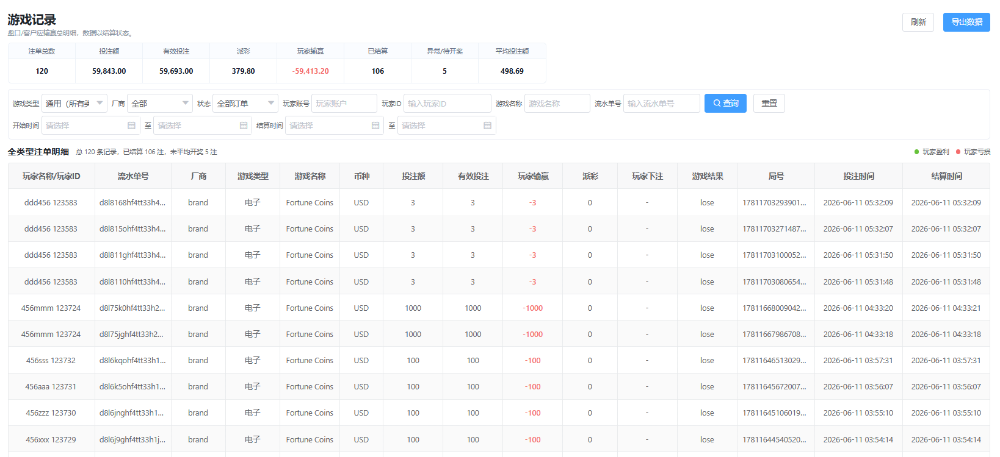 游戏记录
盘口/客户应输赢总明细，数据以结算状态。
刷新 导出数据
注单总数 投注额 有效投注 派彩 玩家输赢 已结算 异常/待开奖 平均投注额
120 59,843.00 59,693.00 379.80 -59,413.20 106 5 498.69
游戏类型 通用（所有类 厂商 全部 状态 全部订单 玩家账号 玩家账户 玩家ID 输入玩家ID 游戏名称 游戏名称 流水单号 输入流水单号 查询 重置
开始时间 请选择 至 请选择 结算时间 请选择 至 请选择
全类型注单明细 总 120 条记录，已结算 106 注，未平均开奖 5 注 玩家盈利 玩家亏损
玩家名称/玩家ID 流水单号 厂商 游戏类型 游戏名称 币种 投注额 有效投注 玩家输赢 派彩 玩家下注 游戏结果 局号 投注时间 结算时间
ddd456 123583 d8l8168hf4tt33h4... brand 电子 Fortune Coins USD 3 3 -3 0 - lose 17811703293901... 2026-06-11 05:32:09 2026-06-11 05:32:09
ddd456 123583 d8l815ohf4tt33h4... brand 电子 Fortune Coins USD 3 3 -3 0 - lose 17811703271487... 2026-06-11 05:32:07 2026-06-11 05:32:07
ddd456 123583 d8l811ghf4tt33h4... brand 电子 Fortune Coins USD 3 3 -3 0 - lose 17811703100052... 2026-06-11 05:31:50 2026-06-11 05:31:50
ddd456 123583 d8l8110hf4tt33h4... brand 电子 Fortune Coins USD 3 3 -3 0 - lose 17811703080654... 2026-06-11 05:31:48 2026-06-11 05:31:48
456mmm 123724 d8l75k0hf4tt33h2... brand 电子 Fortune Coins USD 1000 1000 -1000 0 - lose 17811668009042... 2026-06-11 04:33:20 2026-06-11 04:33:21
456mmm 123724 d8l75jghf4tt33h2... brand 电子 Fortune Coins USD 1000 1000 -1000 0 - lose 17811667986708... 2026-06-11 04:33:18 2026-06-11 04:33:18
456sss 123732 d8l6kqohf4tt33h1... brand 电子 Fortune Coins USD 100 100 -100 0 - lose 17811646513029... 2026-06-11 03:57:31 2026-06-11 03:57:31
456aaa 123731 d8l6k5ohf4tt33h1... brand 电子 Fortune Coins USD 100 100 -100 0 - lose 17811645672007... 2026-06-11 03:56:07 2026-06-11 03:56:07
456zzz 123730 d8l6jnghf4tt33h1... brand 电子 Fortune Coins USD 100 100 -100 0 - lose 17811645106019... 2026-06-11 03:55:10 2026-06-11 03:55:10
456xxx 123729 d8l6j9ghf4tt33h1j... brand 电子 Fortune Coins USD 100 100 -100 0 - lose 17811644540520... 2026-06-11 03:54:14 2026-06-11 03:54:14